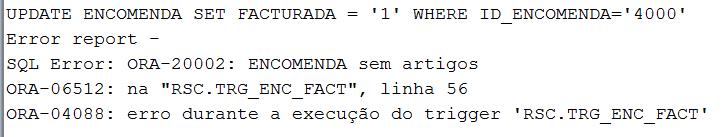 UPDATE ENCOMENDA SET FACTURADA = '1' WHERE ID_ENCOMENDA='4000'
Error report -
SQL Error: ORA-20002: ENCOMENDA sem artigos
ORA-06512: na "RSC.TRG_ENC_FACT", linha 56
ORA-04088: erro durante a execução do trigger 'RSC.TRG_ENC_FACT'